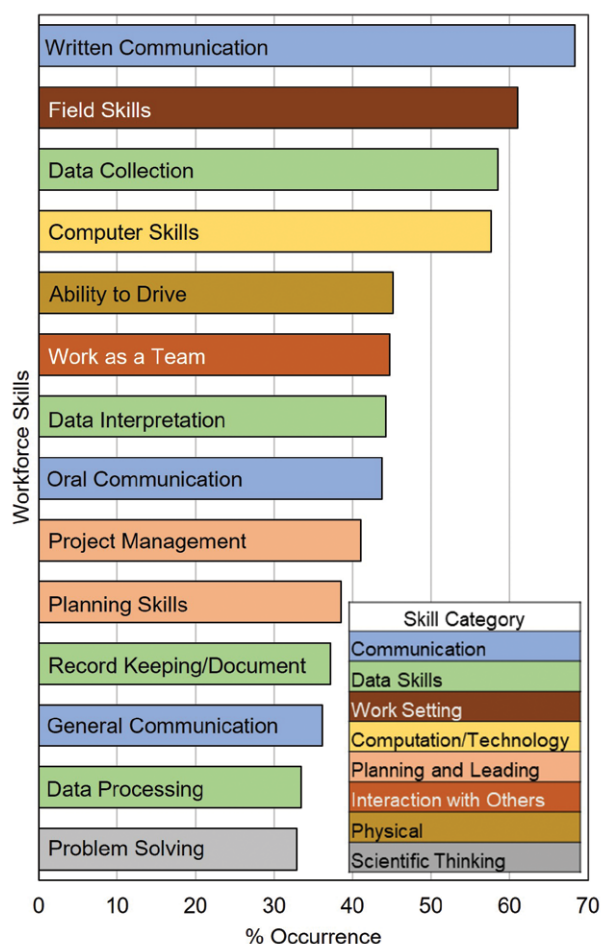 Written Communication
Field Skills
Data Collection
Computer Skills
Ability to Drive
Work as a Team
Data Interpretation
Oral Communication
Project Management
Planning Skills
Record Keeping/Document
General Communication
Data Processing
Problem Solving
Workforce Skills
Skill Category
Communication
Data Skills
Work Setting
Computation/Technology
Planning and Leading
Interaction with Others
Physical
Scientific Thinking
0 10 20 30 40 50 60 70
% Occurrence